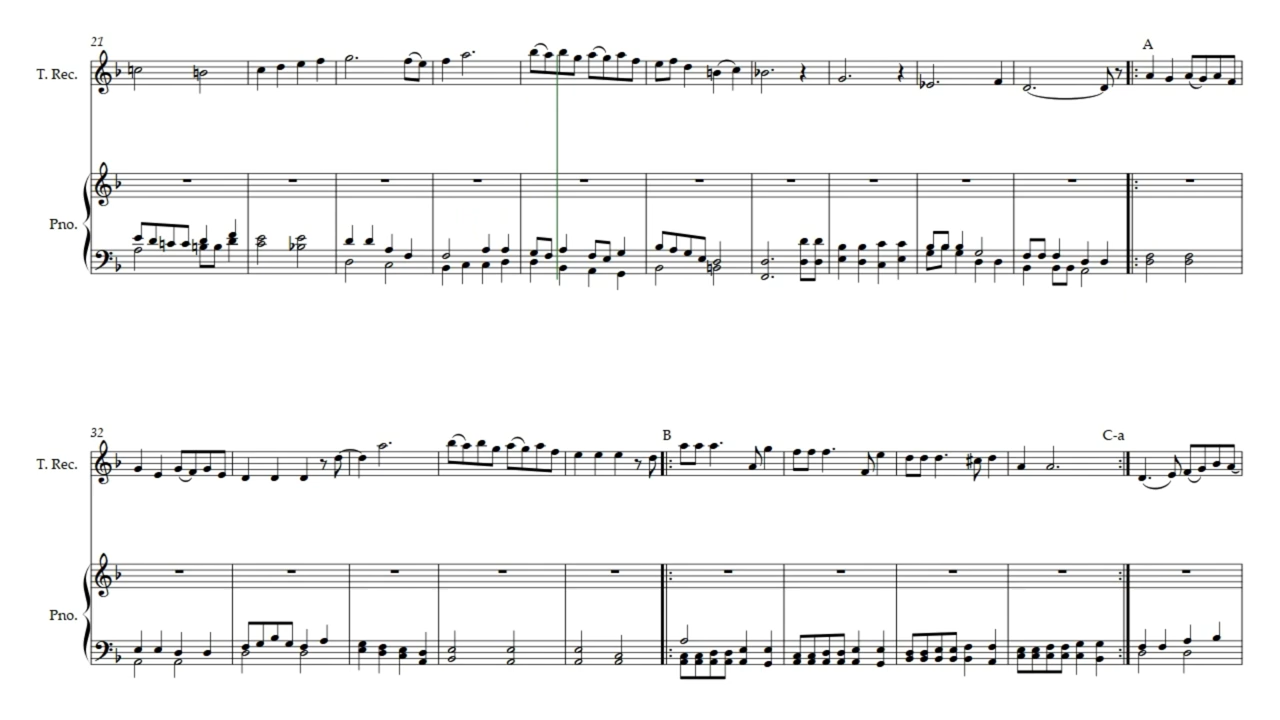 21
A
T. Rec.
Pno.
32
B
C-a
T. Rec.
Pno.